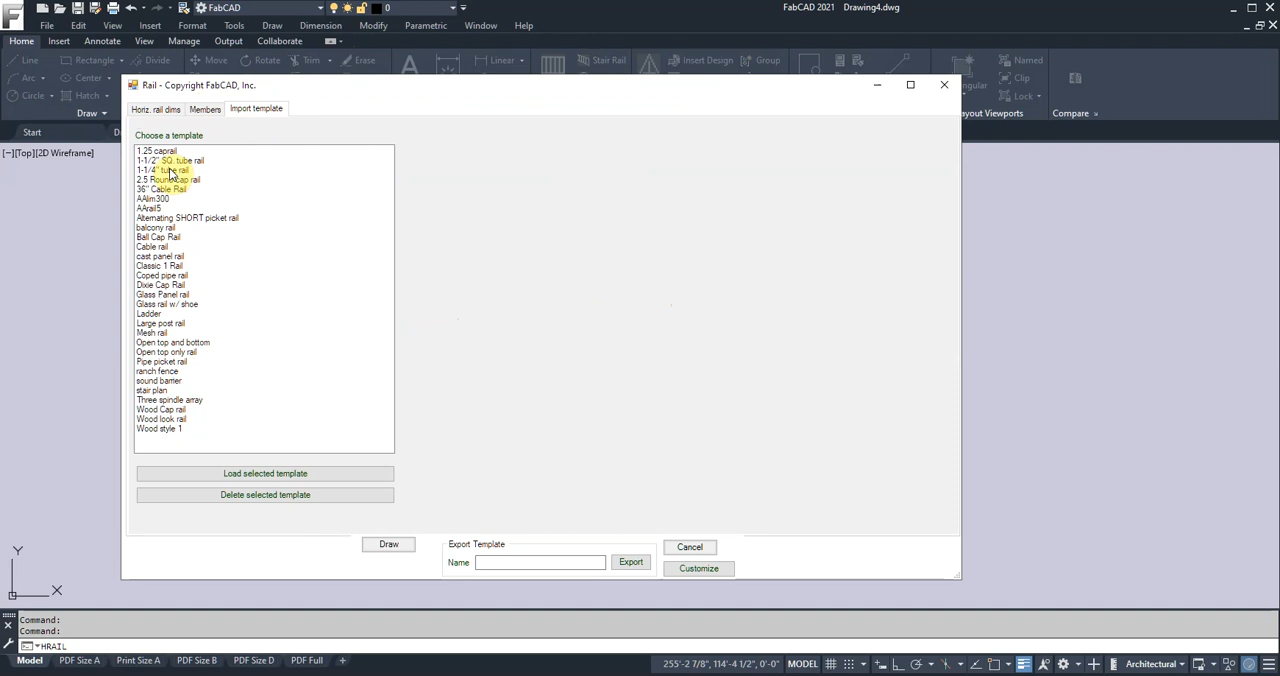 FabCAD
0
FabCAD 2021 Drawing4.dwg
File Edit View Insert Format Tools Draw Dimension Modify Parametric Window Help
Home Insert Annotate View Manage Output Collaborate
Line Rectangle Divide Move Rotate Trim Erase Linear Stair Rail Insert Design Group Named
Arc Center Clip
Circle Hatch Lock
Draw Layout Viewports Compare
Start
[−][Top][2D Wireframe]
Rail - Copyright FabCAD, Inc.
Horiz. rail dims Members Import template
Choose a template
1.25 caprail
1-1/2" SQ. tube rail
1-1/4" tube rail
2.5 Round cap rail
36" Cable Rail
AAlm300
AArail5
Alternating SHORT picket rail
balcony rail
Ball Cap Rail
Cable rail
cast panel rail
Classic 1 Rail
Coped pipe rail
Dixie Cap Rail
Glass Panel rail
Glass rail w/ shoe
Ladder
Large post rail
Mesh rail
Open top and bottom
Open top only rail
Pipe picket rail
ranch fence
sound barrier
stair plan
Three spindle array
Wood Cap rail
Wood look rail
Wood style 1
Load selected template
Delete selected template
Draw
Export Template
Name
Export
Cancel
Customize
Y
X
Command:
Command:
HRAIL
Model PDF Size A Print Size A PDF Size B PDF Size D PDF Full +
255'-2 7/8", 114'-4 1/2", 0'-0" MODEL Architectural